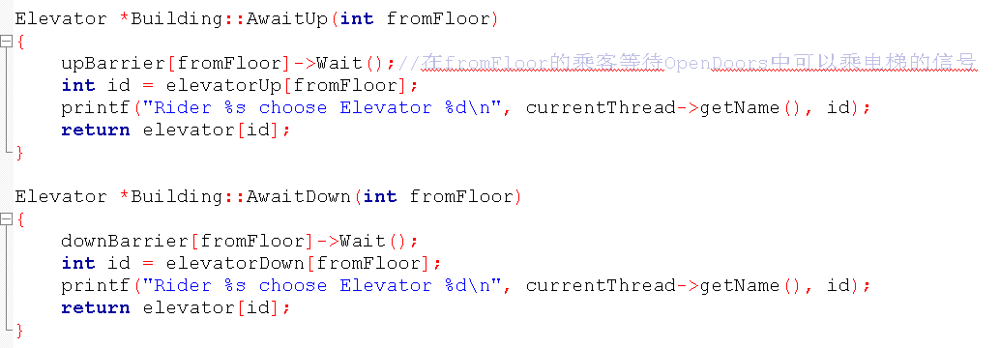 Elevator *Building::AwaitUp(int fromFloor)
{
    upBarrier[fromFloor]->Wait();//在fromFloor的乘客等待OpenDoors中可以乘电梯的信号
    int id = elevatorUp[fromFloor];
    printf("Rider %s choose Elevator %d\n", currentThread->getName(), id);
    return elevator[id];
}

Elevator *Building::AwaitDown(int fromFloor)
{
    downBarrier[fromFloor]->Wait();
    int id = elevatorDown[fromFloor];
    printf("Rider %s choose Elevator %d\n", currentThread->getName(), id);
    return elevator[id];
}